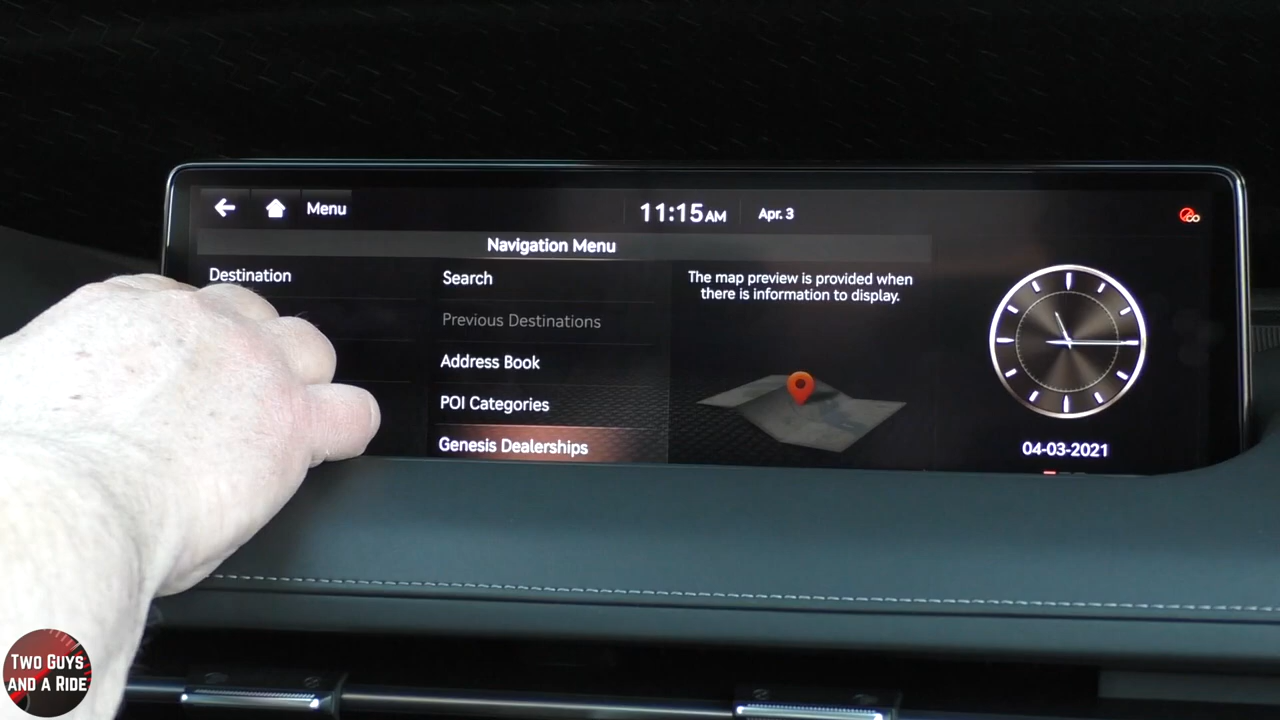 Menu
11:15AM
Apr. 3
Navigation Menu
Destination
Search
Previous Destinations
Address Book
POI Categories
Genesis Dealerships
The map preview is provided when
there is information to display.
04-03-2021
TWO GUYS
AND A RIDE